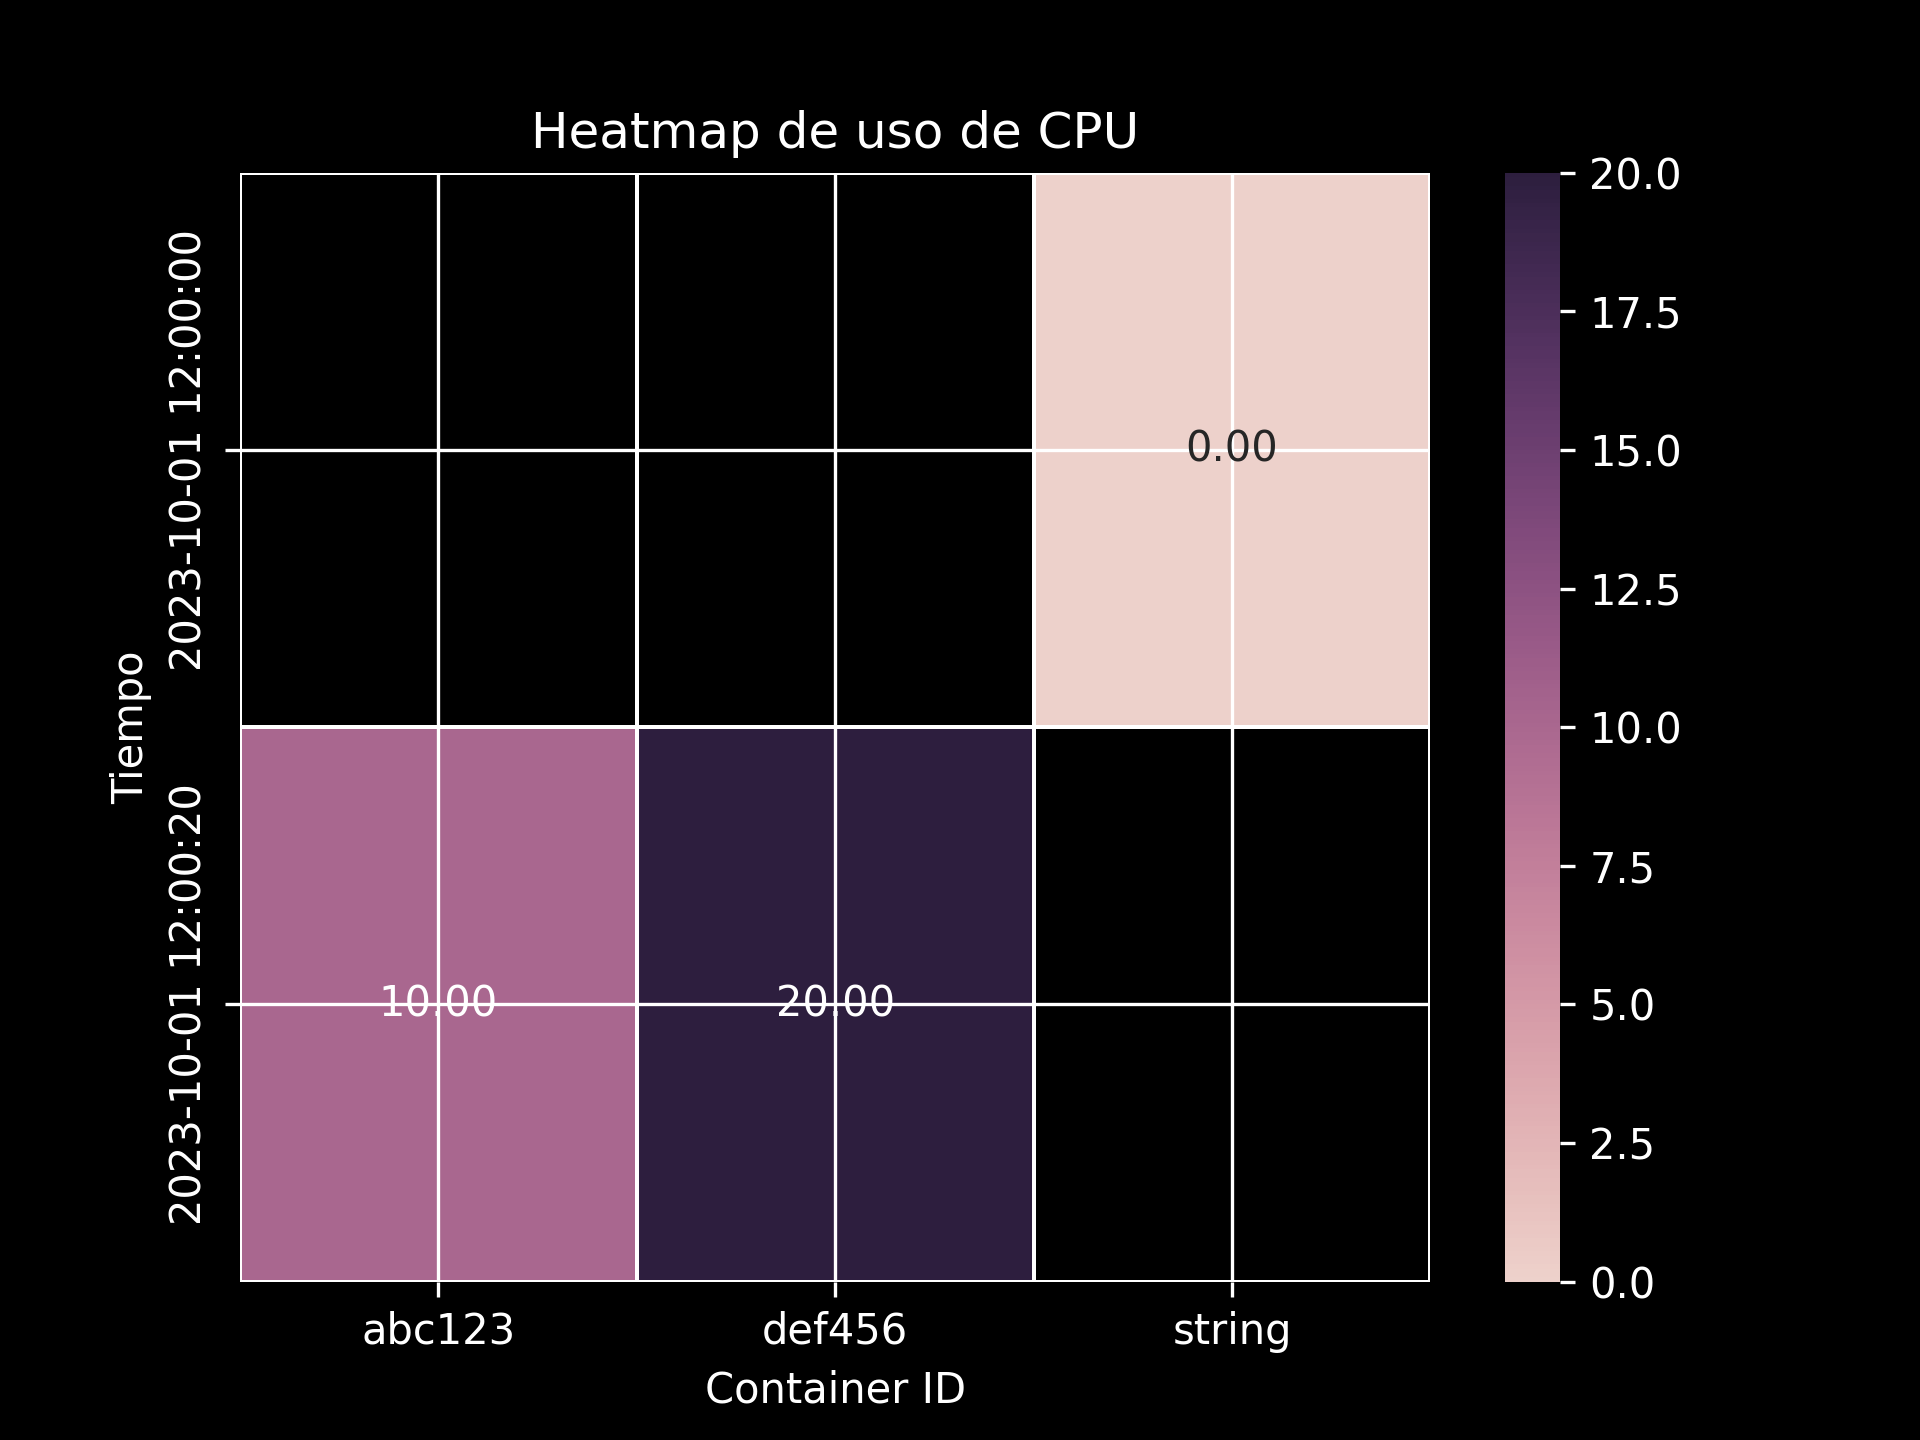 Heatmap de uso de CPU
Tiempo
2023-10-01 12:00:00
2023-10-01 12:00:20
0.00
10.00
20.00
abc123
def456
string
Container ID
20.0
17.5
15.0
12.5
10.0
7.5
5.0
2.5
0.0